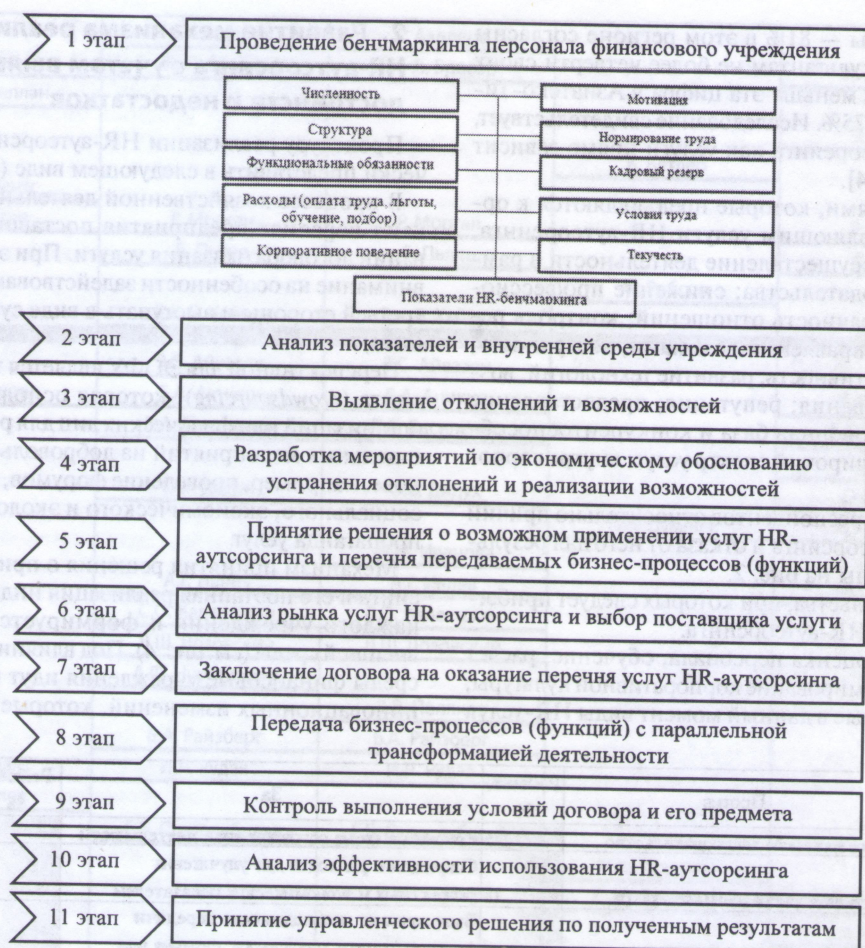 1 этап
Проведение бенчмаркинга персонала финансового учреждения
Численность
Мотивация
Структура
Нормирование труда
Функциональные обязанности
Кадровый резерв
Расходы (оплата труда, льготы,
обучение, подбор)
Условия труда
Корпоративное поведение
Текучесть
Показатели HR-бенчмаркинга
2 этап
Анализ показателей и внутренней среды учреждения
3 этап
Выявление отклонений и возможностей
4 этап
Разработка мероприятий по экономическому обоснованию
устранения отклонений и реализации возможностей
5 этап
Принятие решения о возможном применении услуг HR-
аутсорсинга и передаваемых бизнес-процессов (функций)
6 этап
Анализ рынка услуг HR-аутсорсинга и выбор поставщика услуги
7 этап
Заключение договора на оказание перечня услуг HR-аутсорсинга
8 этап
Передача бизнес-процессов (функций) с параллельной
трансформацией деятельности
9 этап
Контроль выполнения условий договора и его предмета
10 этап
Анализ эффективности использования HR-аутсорсинга
11 этап
Принятие управленческого решения по полученным результатам